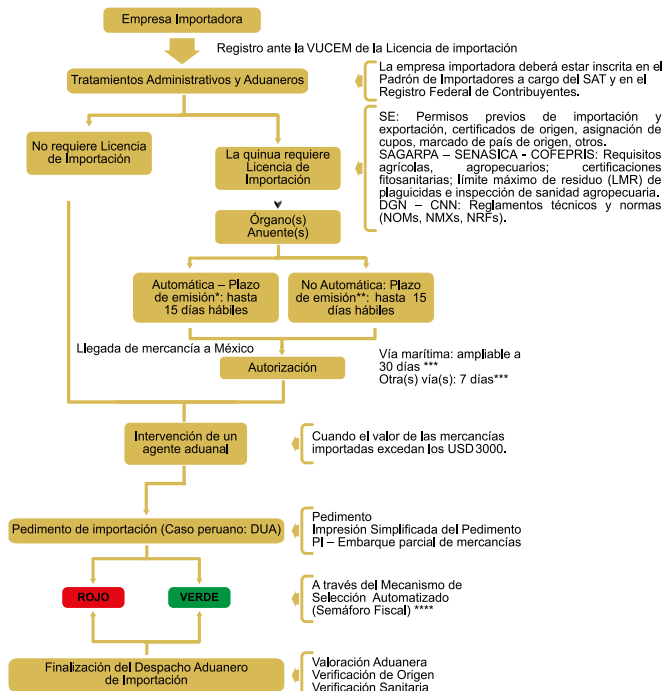 Empresa Importadora
Registro ante la VUCEM de la Licencia de importación
Tratamientos Administrativos y Aduaneros
La empresa importadora deberá estar inscrita en el
Padrón de Importadores a cargo del SAT y en el
Registro Federal de Contribuyentes.
No requiere Licencia
de Importación
La quinua requiere
Licencia de
Importación
SE: Permisos previos de importación y
exportación, certificados de origen, asignación de
cupos, marcado de país de origen, otros.
SAGARPA – SENASICA - COFEPRIS: Requisitos
agrícolas, agropecuarios; certificaciones
fitosanitarias; límite máximo de residuo (LMR) de
plaguicidas e inspección de sanidad agropecuaria.
DGN – CNN: Reglamentos técnicos y normas
(NOMs, NMXs, NRFs).
Órgano(s)
Anuente(s)
Automática – Plazo
de emisión*: hasta
15 días hábiles
No Automática: Plazo
de emisión**: hasta 15
días hábiles
Llegada de mercancía a México
Autorización
Vía marítima: ampliable a
30 días ***
Otra(s) vía(s): 7 días***
Intervención de un
agente aduanal
Cuando el valor de las mercancías
importadas excedan los USD3000.
Pedimento de importación (Caso peruano: DUA)
Pedimento
Impresión Simplificada del Pedimento
PI – Embarque parcial de mercancías
ROJO
VERDE
A través del Mecanismo de
Selección Automatizado
(Semáforo Fiscal) ****
Finalización del Despacho Aduanero
de Importación
Valoración Aduanera
Verificación de Origen
Verificación Sanitaria